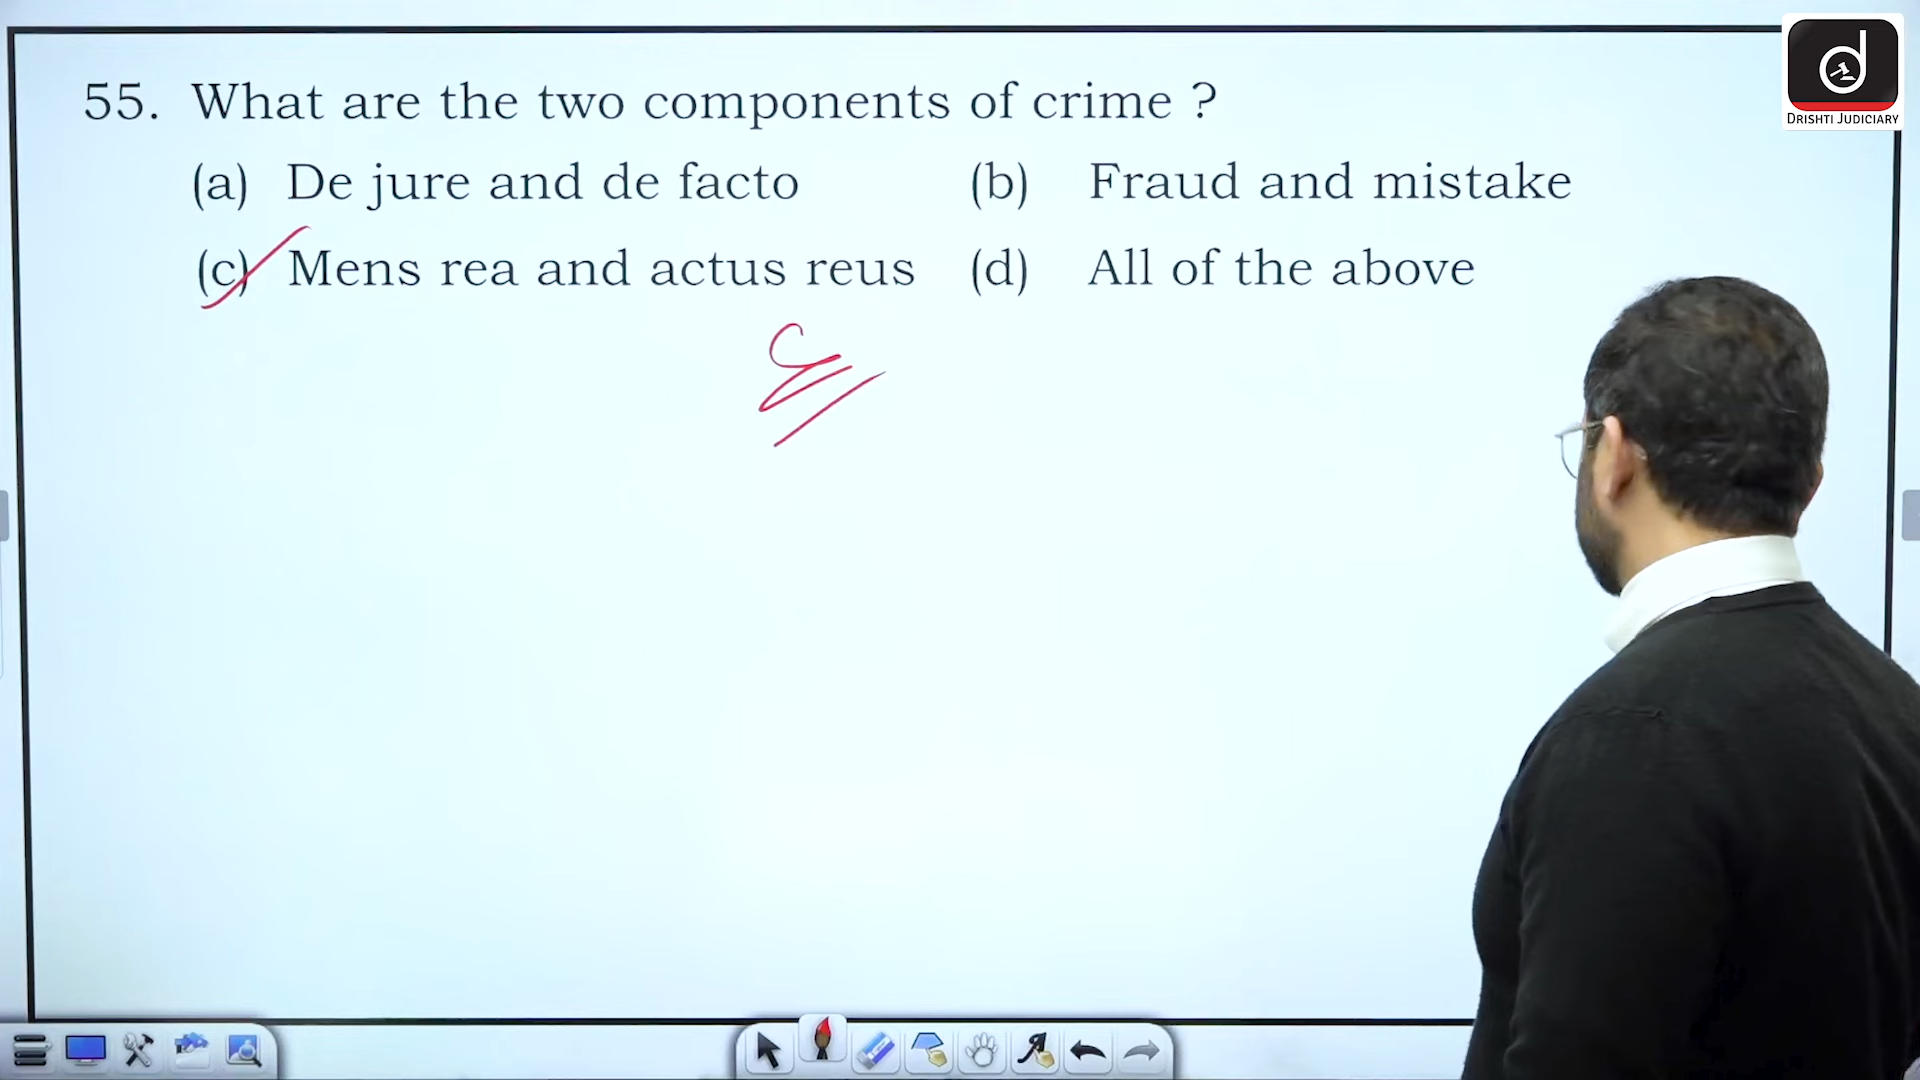 55. What are the two components of crime ?
(a) De jure and de facto (b) Fraud and mistake
(c) Mens rea and actus reus (d) All of the above
C
DRISHTI JUDICIARY